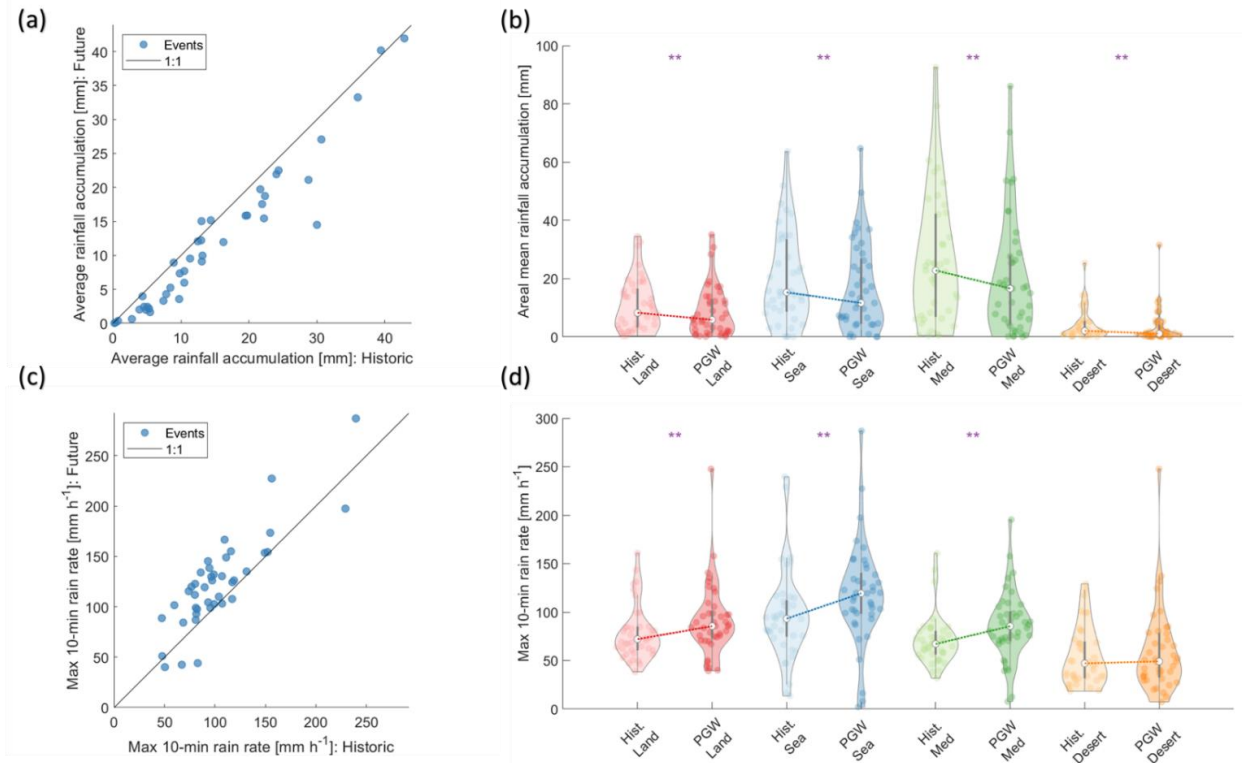 (a)
Average rainfall accumulation [mm]: Future
40
35
30
25
20
15
10
5
0
Events
1:1
0
10
20
30
40
Average rainfall accumulation [mm]: Historic
(b)
Areal mean rainfall accumulation [mm]
100
80
60
40
20
0
**
**
**
**
Hist. Land
PGW Land
Hist. Sea
PGW Sea
Hist. Med
PGW Med
Hist. Desert
PGW Desert
(c)
Max 10-min rain rate [mm h-1]: Future
250
200
150
100
50
0
Events
1:1
0
50
100
150
200
250
Max 10-min rain rate [mm h-1]: Historic
(d)
Max 10-min rain rate [mm h-1]
300
250
200
150
100
50
0
**
**
**
Hist. Land
PGW Land
Hist. Sea
PGW Sea
Hist. Med
PGW Med
Hist. Desert
PGW Desert